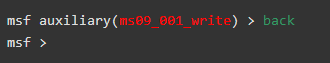 msf auxiliary(ms09_001_write) > back
msf >